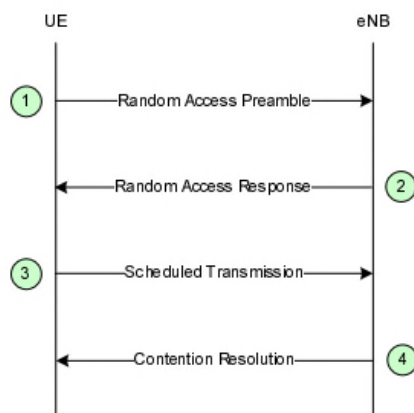 UE
eNB
1
Random Access Preamble
Random Access Response
2
3
Scheduled Transmission
Contention Resolution
4